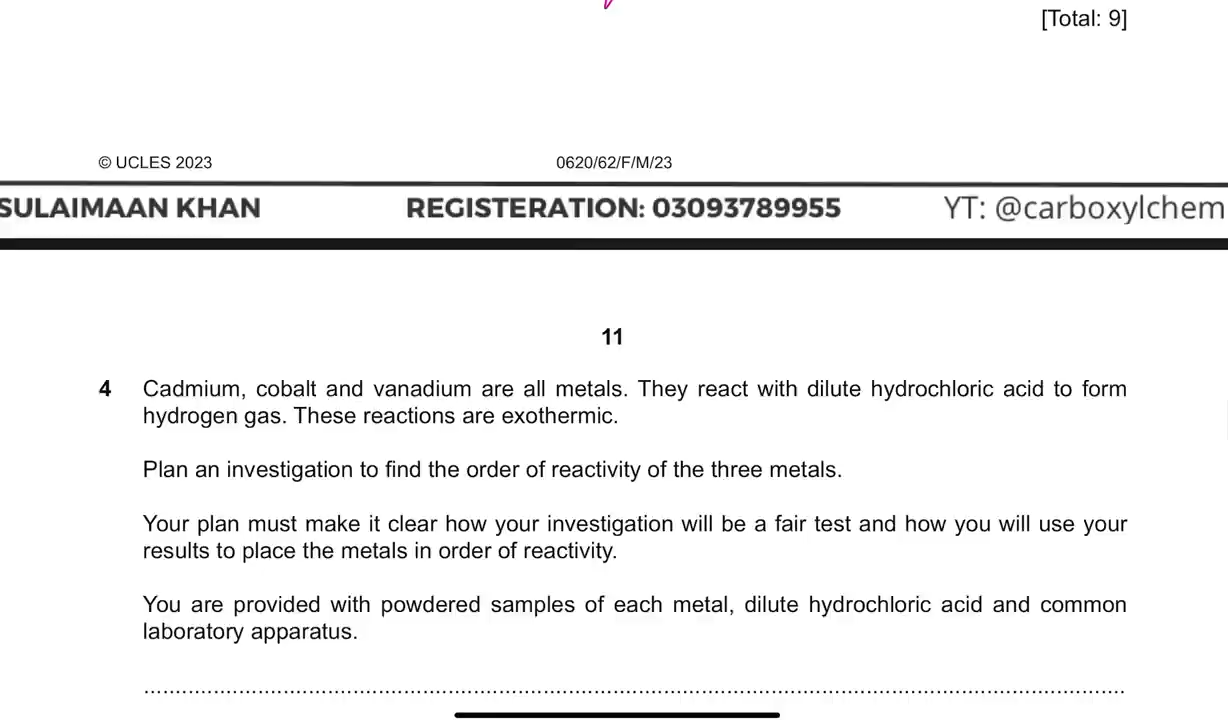 [Total: 9]
© UCLES 2023 0620/62/F/M/23
SULAIMAAN KHAN REGISTERATION: 03093789955 YT: @carboxylchem
11
4 Cadmium, cobalt and vanadium are all metals. They react with dilute hydrochloric acid to form
hydrogen gas. These reactions are exothermic.
Plan an investigation to find the order of reactivity of the three metals.
Your plan must make it clear how your investigation will be a fair test and how you will use your
results to place the metals in order of reactivity.
You are provided with powdered samples of each metal, dilute hydrochloric acid and common
laboratory apparatus.